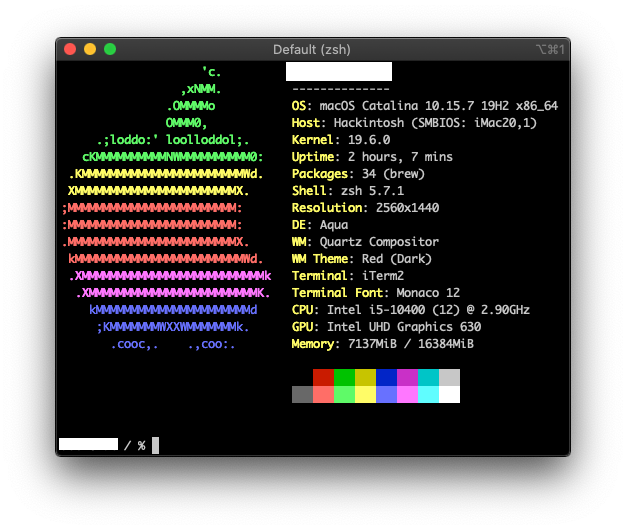 Default (zsh)
⌥⌘1
'c.
,xNMM.
--------------
.OMMMMo
OS: macOS Catalina 10.15.7 19H2 x86_64
OMMM0,
Host: Hackintosh (SMBIOS: iMac20,1)
.;loddo:' loolloddol;.
Kernel: 19.6.0
cKMMMMMMMMMMNWMMMMMMMMMM0:
Uptime: 2 hours, 7 mins
.KMMMMMMMMMMMMMMMMMMMMMMMWd.
Packages: 34 (brew)
XMMMMMMMMMMMMMMMMMMMMMMMX.
Shell: zsh 5.7.1
;MMMMMMMMMMMMMMMMMMMMMMMM:
Resolution: 2560x1440
:MMMMMMMMMMMMMMMMMMMMMMMM:
DE: Aqua
.MMMMMMMMMMMMMMMMMMMMMMMMX.
WM: Quartz Compositor
kMMMMMMMMMMMMMMMMMMMMMMMMWd.
WM Theme: Red (Dark)
.XMMMMMMMMMMMMMMMMMMMMMMMMMMk
Terminal: iTerm2
.XMMMMMMMMMMMMMMMMMMMMMMMMK.
Terminal Font: Monaco 12
kMMMMMMMMMMMMMMMMMMMMMMd
CPU: Intel i5-10400 (12) @ 2.90GHz
;KMMMMMMMWXXWMMMMMMMk.
GPU: Intel UHD Graphics 630
.cooc,.    .,coo:.
Memory: 7137MiB / 16384MiB
/ %